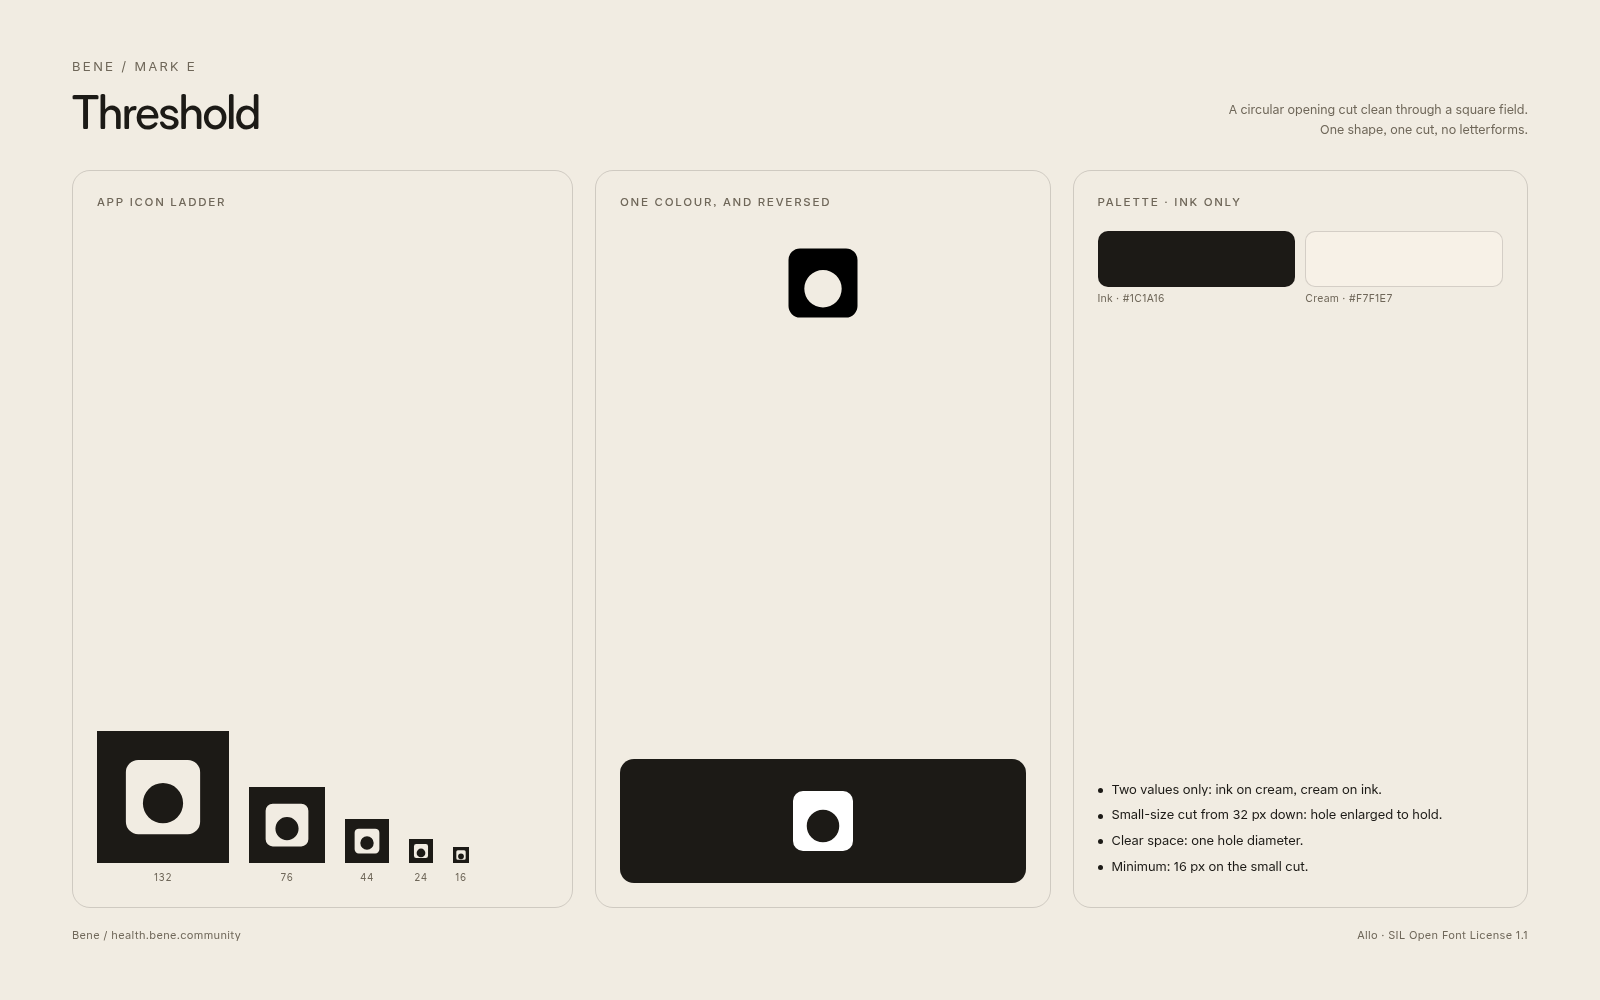 BENE / MARK E
Threshold
A circular opening cut clean through a square field.
One shape, one cut, no letterforms.
APP ICON LADDER
132
76
44
24
16
ONE COLOUR, AND REVERSED
PALETTE · INK ONLY
Ink · #1C1A16
Cream · #F7F1E7
Two values only: ink on cream, cream on ink.
Small-size cut from 32 px down: hole enlarged to hold.
Clear space: one hole diameter.
Minimum: 16 px on the small cut.
Bene / health.bene.community
Allo · SIL Open Font License 1.1